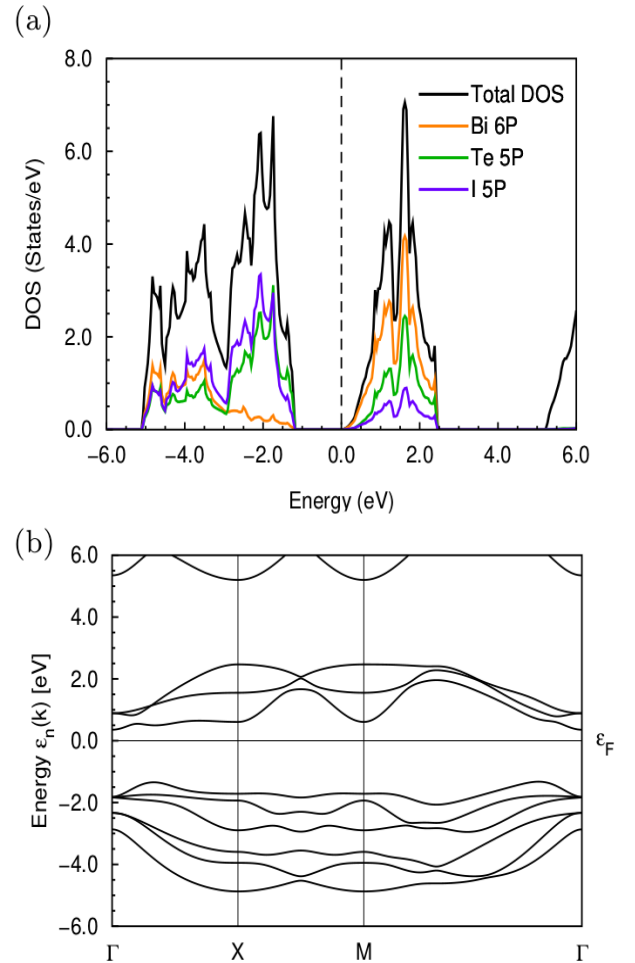 (a)
8.0
6.0
4.0
2.0
0.0
DOS (States/eV)
Total DOS
Bi 6P
Te 5P
I 5P
−6.0 −4.0 −2.0 0.0 2.0 4.0 6.0
Energy (eV)
(b)
6.0
4.0
2.0
0.0
-2.0
-4.0
-6.0
Energy εn(k) [eV]
εF
Γ X M Γ